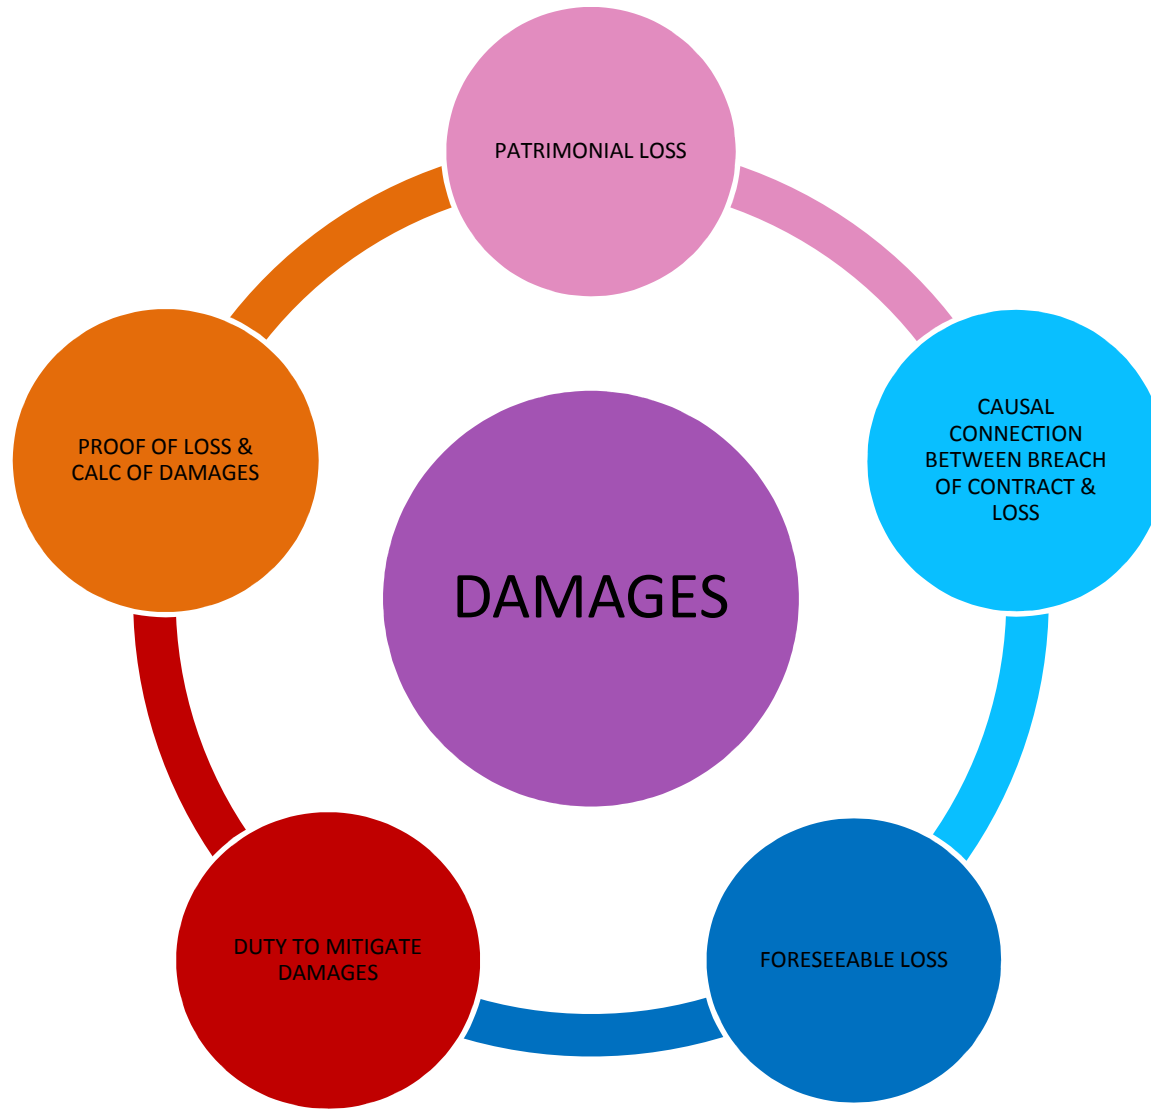 PATRIMONIAL LOSS
CAUSAL
CONNECTION
BETWEEN BREACH
OF CONTRACT &
LOSS
FORESEEABLE LOSS
DUTY TO MITIGATE
DAMAGES
PROOF OF LOSS &
CALC OF DAMAGES
DAMAGES